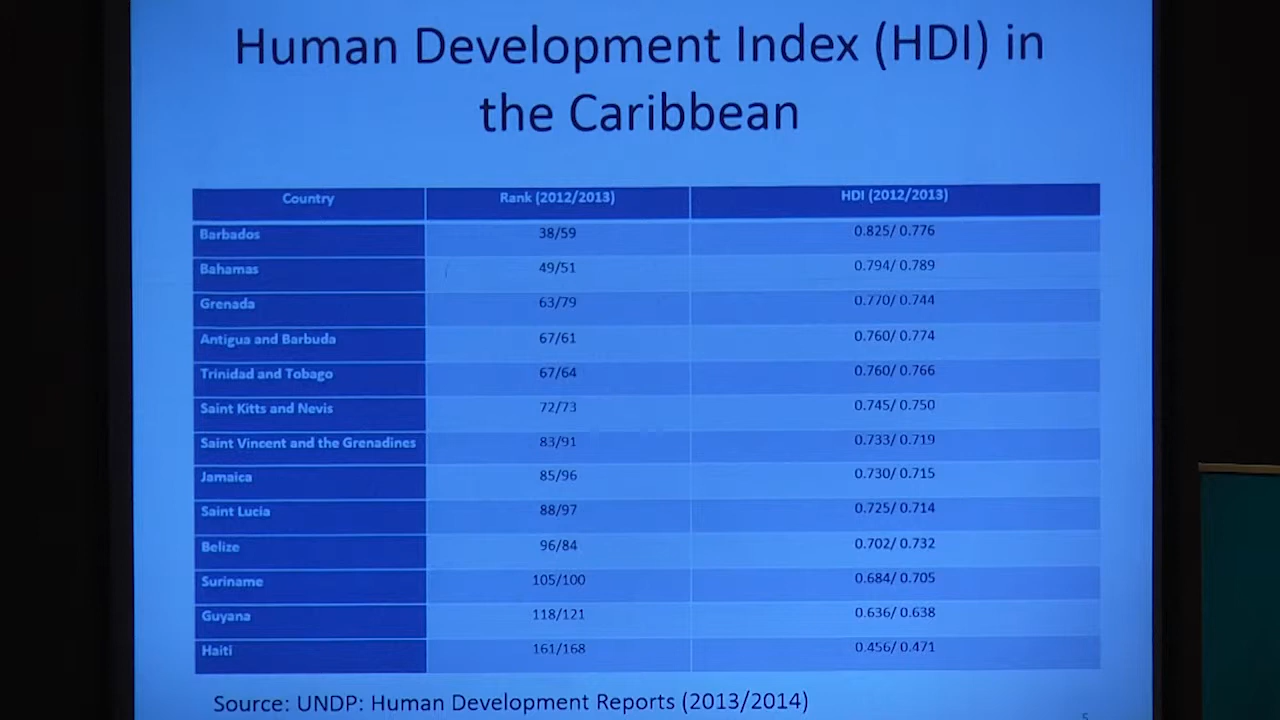 Human Development Index (HDI) in
the Caribbean
Country Rank (2012/2013) HDI (2012/2013)
Barbados 38/59 0.825/ 0.776
Bahamas 49/51 0.794/ 0.789
Grenada 63/79 0.770/ 0.744
Antigua and Barbuda 67/61 0.760/ 0.774
Trinidad and Tobago 67/64 0.760/ 0.766
Saint Kitts and Nevis 72/73 0.745/ 0.750
Saint Vincent and the Grenadines 83/91 0.733/ 0.719
Jamaica 85/96 0.730/ 0.715
Saint Lucia 88/97 0.725/ 0.714
Belize 96/84 0.702/ 0.732
Suriname 105/100 0.684/ 0.705
Guyana 118/121 0.636/ 0.638
Haiti 161/168 0.456/ 0.471
Source: UNDP: Human Development Reports (2013/2014)
5